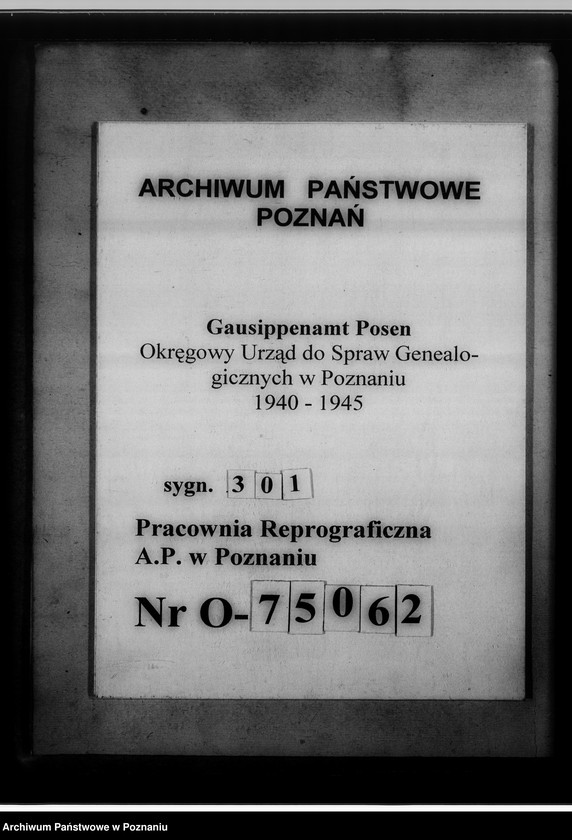 ARCHIWUM PAŃSTWOWE
POZNAŃ
Gausippenamt Posen
Okręgowy Urząd do Spraw Genealo-
gicznych w Poznaniu
1940 - 1945
sygn. 301
Pracownia Reprograficzna
A.P. w Poznaniu
Nr O-75062
Archiwum Państwowe w Poznaniu